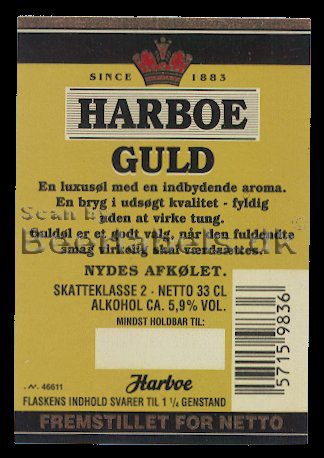 SINCE 1883
HARBOE
GULD
En luxusøl med en indbydende aroma.
En bryg i udsøgt kvalitet - fyldig
uden at virke tung.
Guldøl er et godt valg, når den fuldendte
smag virkelig skal værdsættes.
NYDES AFKØLET.
SKATTEKLASSE 2 - NETTO 33 CL
ALKOHOL CA. 5,9% VOL.
MINDST HOLDBAR TIL:
5715 9836
Harboe
46611
FLASKENS INDHOLD SVARER TIL 1 1/4 GENSTAND
FREMSTILLET FOR NETTO
Scan by